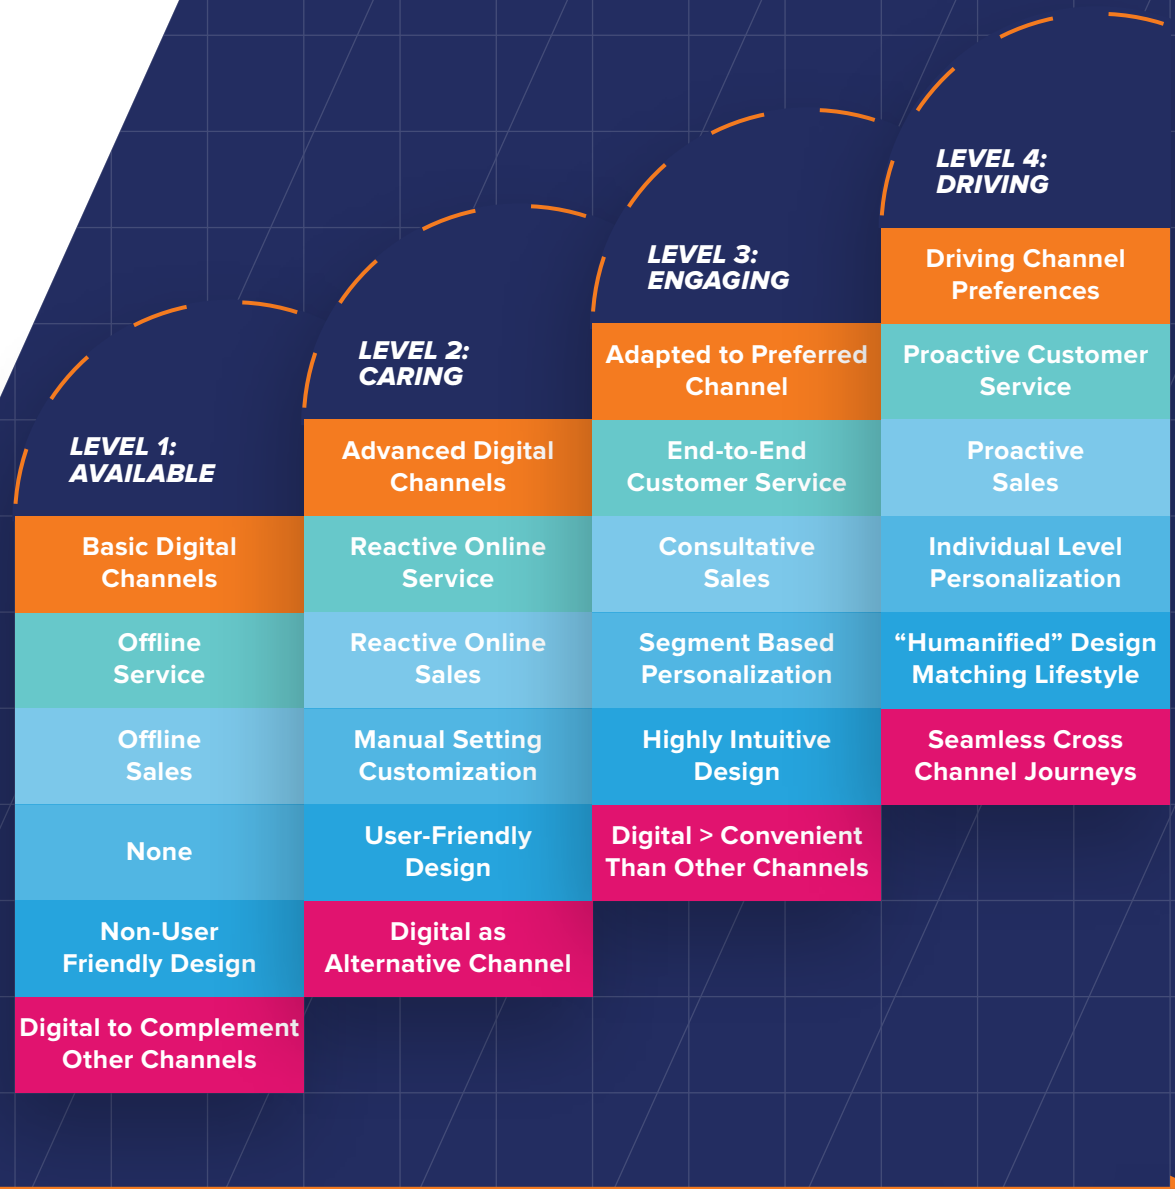 LEVEL 1:
AVAILABLE
Basic Digital
Channels
Offline
Service
Offline
Sales
None
Non-User
Friendly Design
Digital to Complement
Other Channels
LEVEL 2:
CARING
Advanced Digital
Channels
Reactive Online
Service
Reactive Online
Sales
Manual Setting
Customization
User-Friendly
Design
Digital as
Alternative Channel
LEVEL 3:
ENGAGING
Adapted to Preferred
Channel
End-to-End
Customer Service
Consultative
Sales
Segment Based
Personalization
Highly Intuitive
Design
Digital > Convenient
Than Other Channels
LEVEL 4:
DRIVING
Driving Channel
Preferences
Proactive Customer
Service
Proactive
Sales
Individual Level
Personalization
“Humanified” Design
Matching Lifestyle
Seamless Cross
Channel Journeys